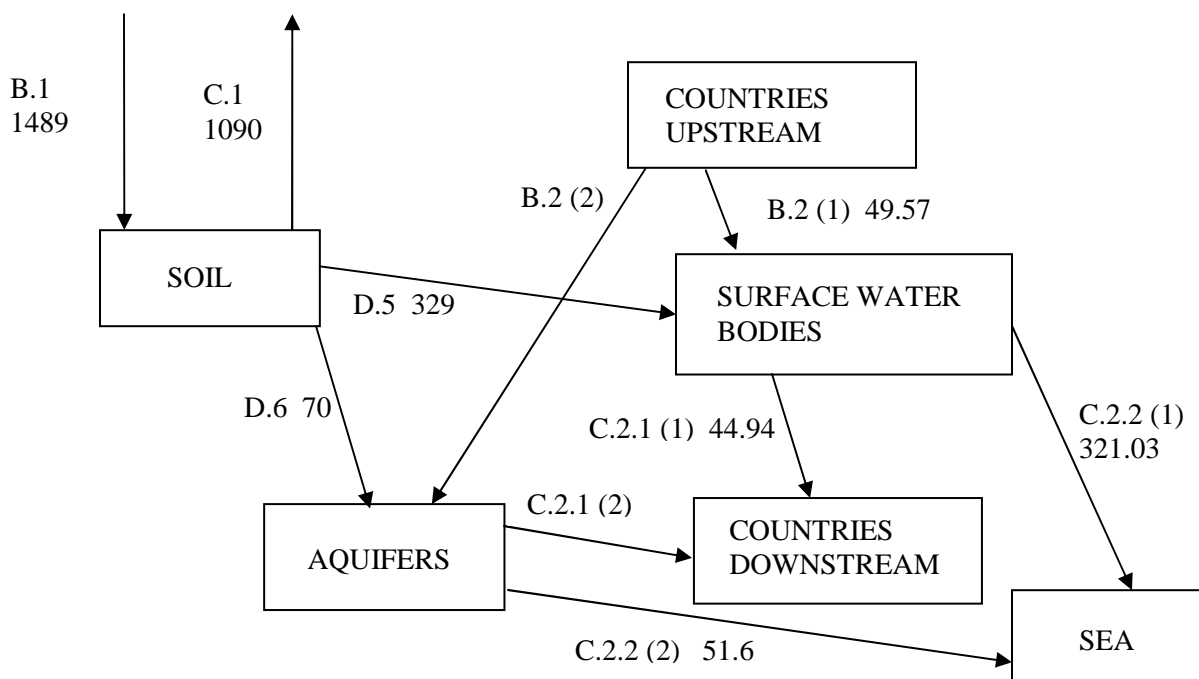 B.1
1489
C.1
1090
COUNTRIES
UPSTREAM
B.2 (2)
B.2 (1) 49.57
SOIL
D.5 329
SURFACE WATER
BODIES
D.6 70
C.2.1 (1) 44.94
C.2.2 (1)
321.03
C.2.1 (2)
AQUIFERS
COUNTRIES
DOWNSTREAM
C.2.2 (2) 51.6
SEA